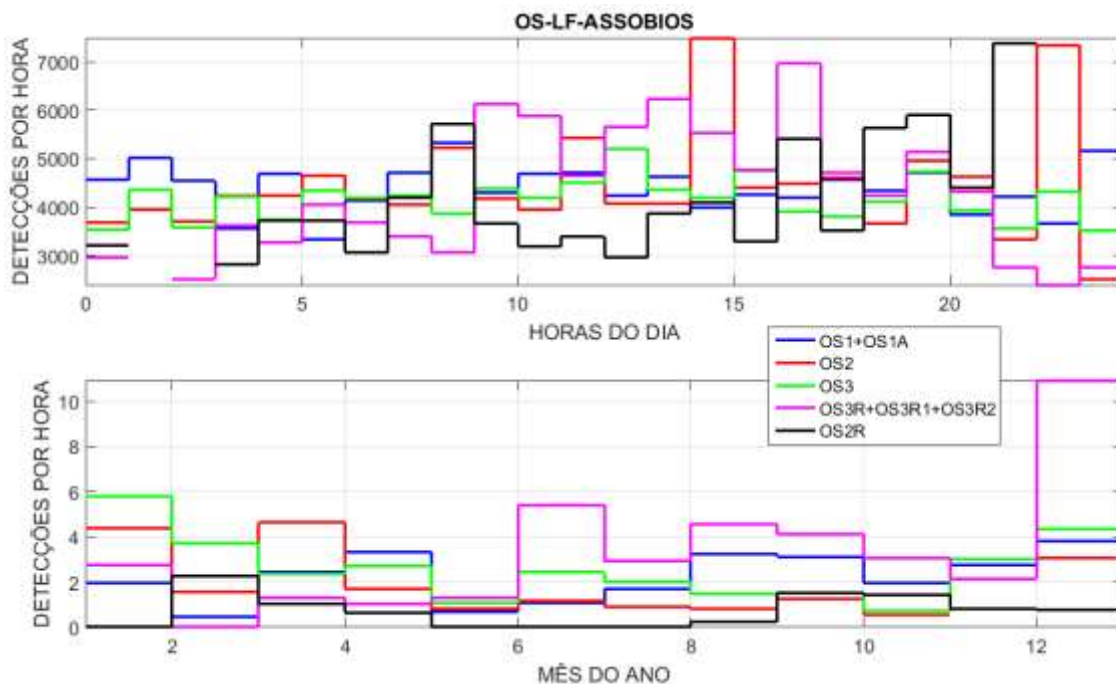 OS-LF-ASSOBIOS
DETECÇÕES POR HORA
7000
6000
5000
4000
3000
0 5 10 15 20
HORAS DO DIA
OS1+OS1A
OS2
OS3
OS3R+OS3R1+OS3R2
OS2R
DETECÇÕES POR HORA
10
8
6
4
2
0
2 4 6 8 10 12
MÊS DO ANO